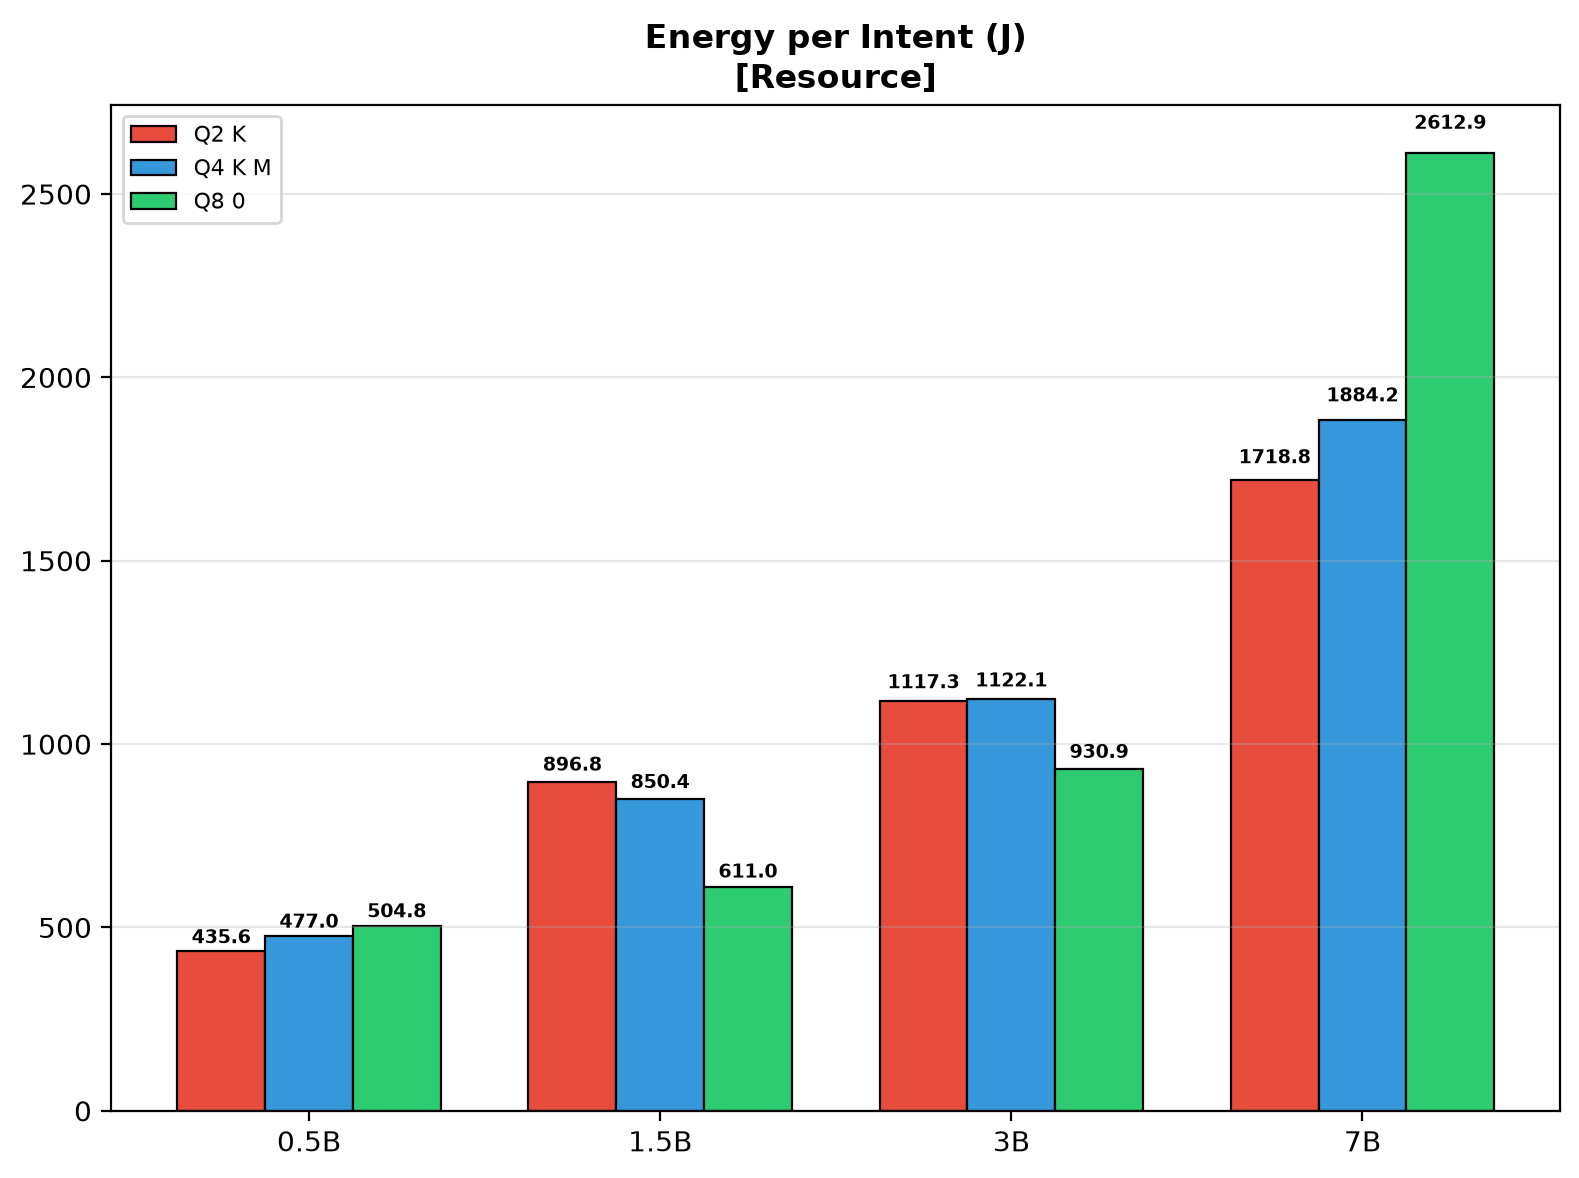 Energy per Intent (J)
[Resource]
Q2 K
Q4 K M
Q8 0
2500
2000
1500
1000
500
0
435.6
477.0
504.8
896.8
850.4
611.0
1117.3
1122.1
930.9
1718.8
1884.2
2612.9
0.5B
1.5B
3B
7B